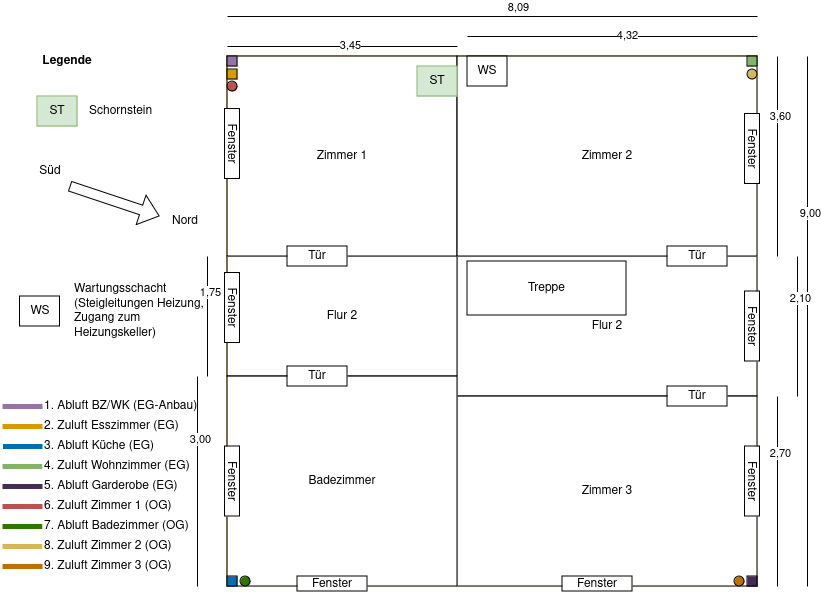 8,09
4,32
3,45
Legende
ST
Schornstein
ST
WS
Fenster
Zimmer 1
Zimmer 2
Fenster
3,60
Süd
Nord
9,00
Tür
Tür
Wartungsschacht
(Steigleitungen Heizung,
Zugang zum
Heizungskeller)
WS
1,75
Fenster
Flur 2
Treppe
Flur 2
Fenster
2,10
Tür
Tür
1. Abluft BZ/WK (EG-Anbau)
2. Zuluft Esszimmer (EG)
3. Abluft Küche (EG)
4. Zuluft Wohnzimmer (EG)
5. Abluft Garderobe (EG)
6. Zuluft Zimmer 1 (OG)
7. Abluft Badezimmer (OG)
8. Zuluft Zimmer 2 (OG)
9. Zuluft Zimmer 3 (OG)
3,00
Fenster
Badezimmer
Zimmer 3
Fenster
2,70
Fenster
Fenster